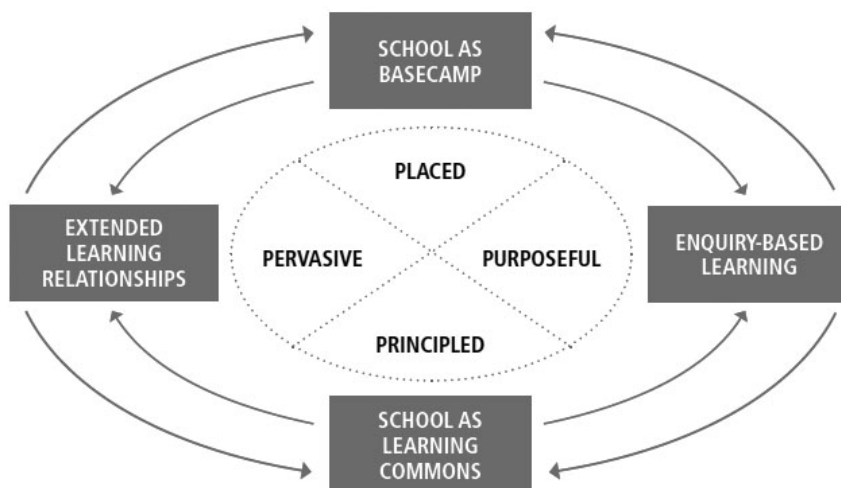 SCHOOL AS
BASECAMP
PLACED
EXTENDED
LEARNING
RELATIONSHIPS
PERVASIVE
PURPOSEFUL
ENQUIRY-BASED
LEARNING
PRINCIPLED
SCHOOL AS
LEARNING
COMMONS